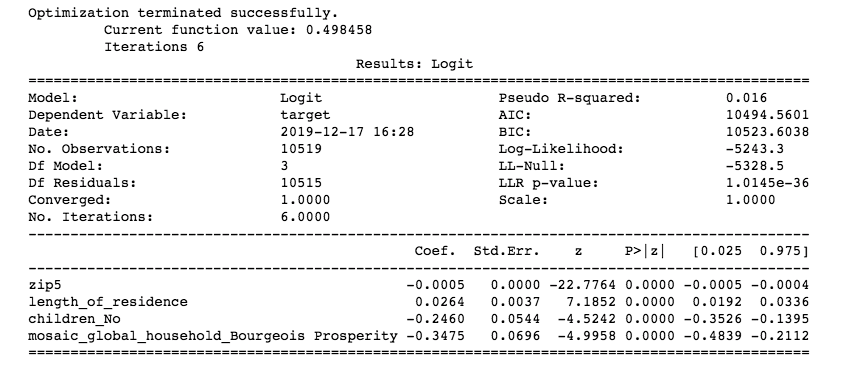 Optimization terminated successfully.
Current function value: 0.498458
Iterations 6
Results: Logit
==============================================================================
Model: Logit Pseudo R-squared: 0.016
Dependent Variable: target AIC: 10494.5601
Date: 2019-12-17 16:28 BIC: 10523.6038
No. Observations: 10519 Log-Likelihood: -5243.3
Df Model: 3 LL-Null: -5328.5
Df Residuals: 10515 LLR p-value: 1.0145e-36
Converged: 1.0000 Scale: 1.0000
No. Iterations: 6.0000
------------------------------------------------------------------------------
Coef. Std.Err. z P>|z| [0.025 0.975]
------------------------------------------------------------------------------
zip5 -0.0005 0.0000 -22.7764 0.0000 -0.0005 -0.0004
length_of_residence 0.0264 0.0037 7.1852 0.0000 0.0192 0.0336
children_No -0.2460 0.0544 -4.5242 0.0000 -0.3526 -0.1395
mosaic_global_household_Bourgeois Prosperity -0.3475 0.0696 -4.9958 0.0000 -0.4839 -0.2112
==============================================================================